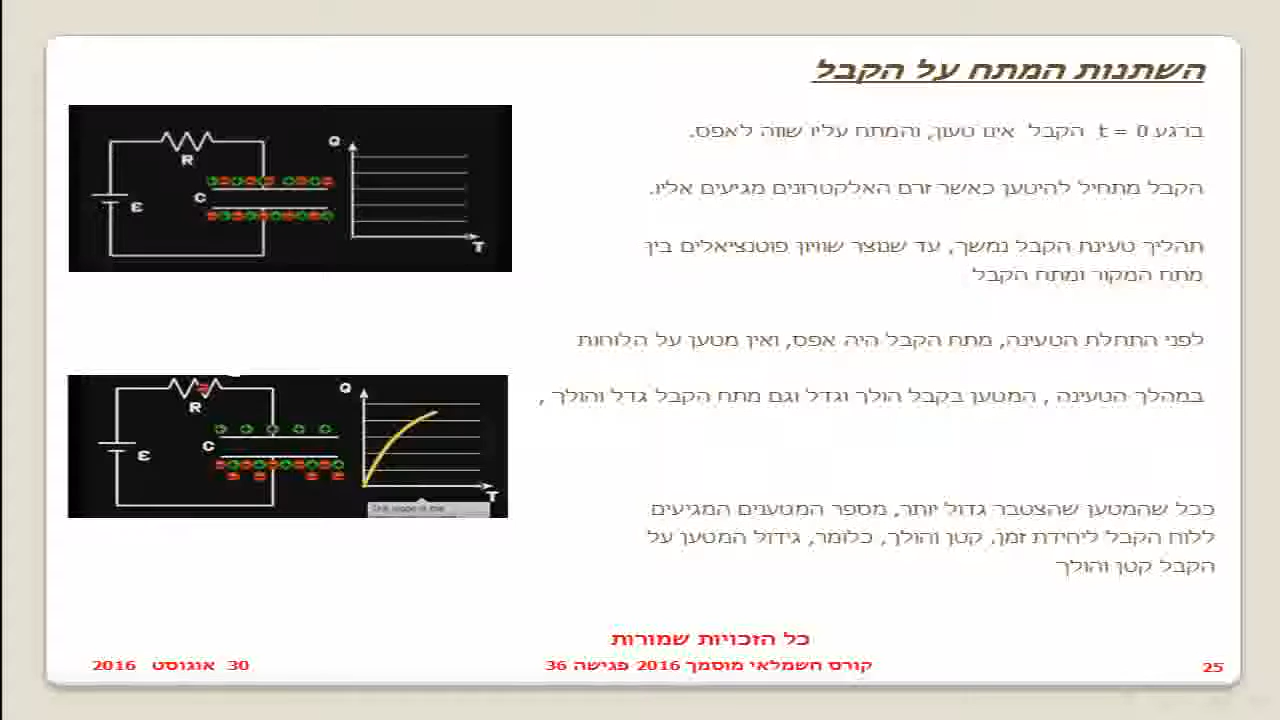 השתנות המתח על הקבל
ברגע t = 0 הקבל אינו טעון, והמתח עליו שווה לאפס.
הקבל מתחיל להיטען כאשר זרם האלקטרונים מגיעים אליו.
תהליך טעינת הקבל נמשך, עד שנוצר שוויון פוטנציאלים בין
מתח המקור ומתח הקבל
לפני התחלת הטעינה, מתח הקבל היה אפס, ואין מטען על הלוחות
במהלך הטעינה , המטען בקבל הולך וגדל וגם מתח הקבל גדל והולך ,
ככל שהמטען שהצטבר גדול יותר, מספר המטענים המגיעים
ללוח הקבל ליחידת זמן, קטן והולך, כלומר, גידול המטען על
הקבל קטן והולך
R
C
ε
Q
T
R
C
ε
Q
T
כל הזכויות שמורות
25
קורס חשמלאי מוסמך 2016 פגישה 36
30 אוגוסט 2016